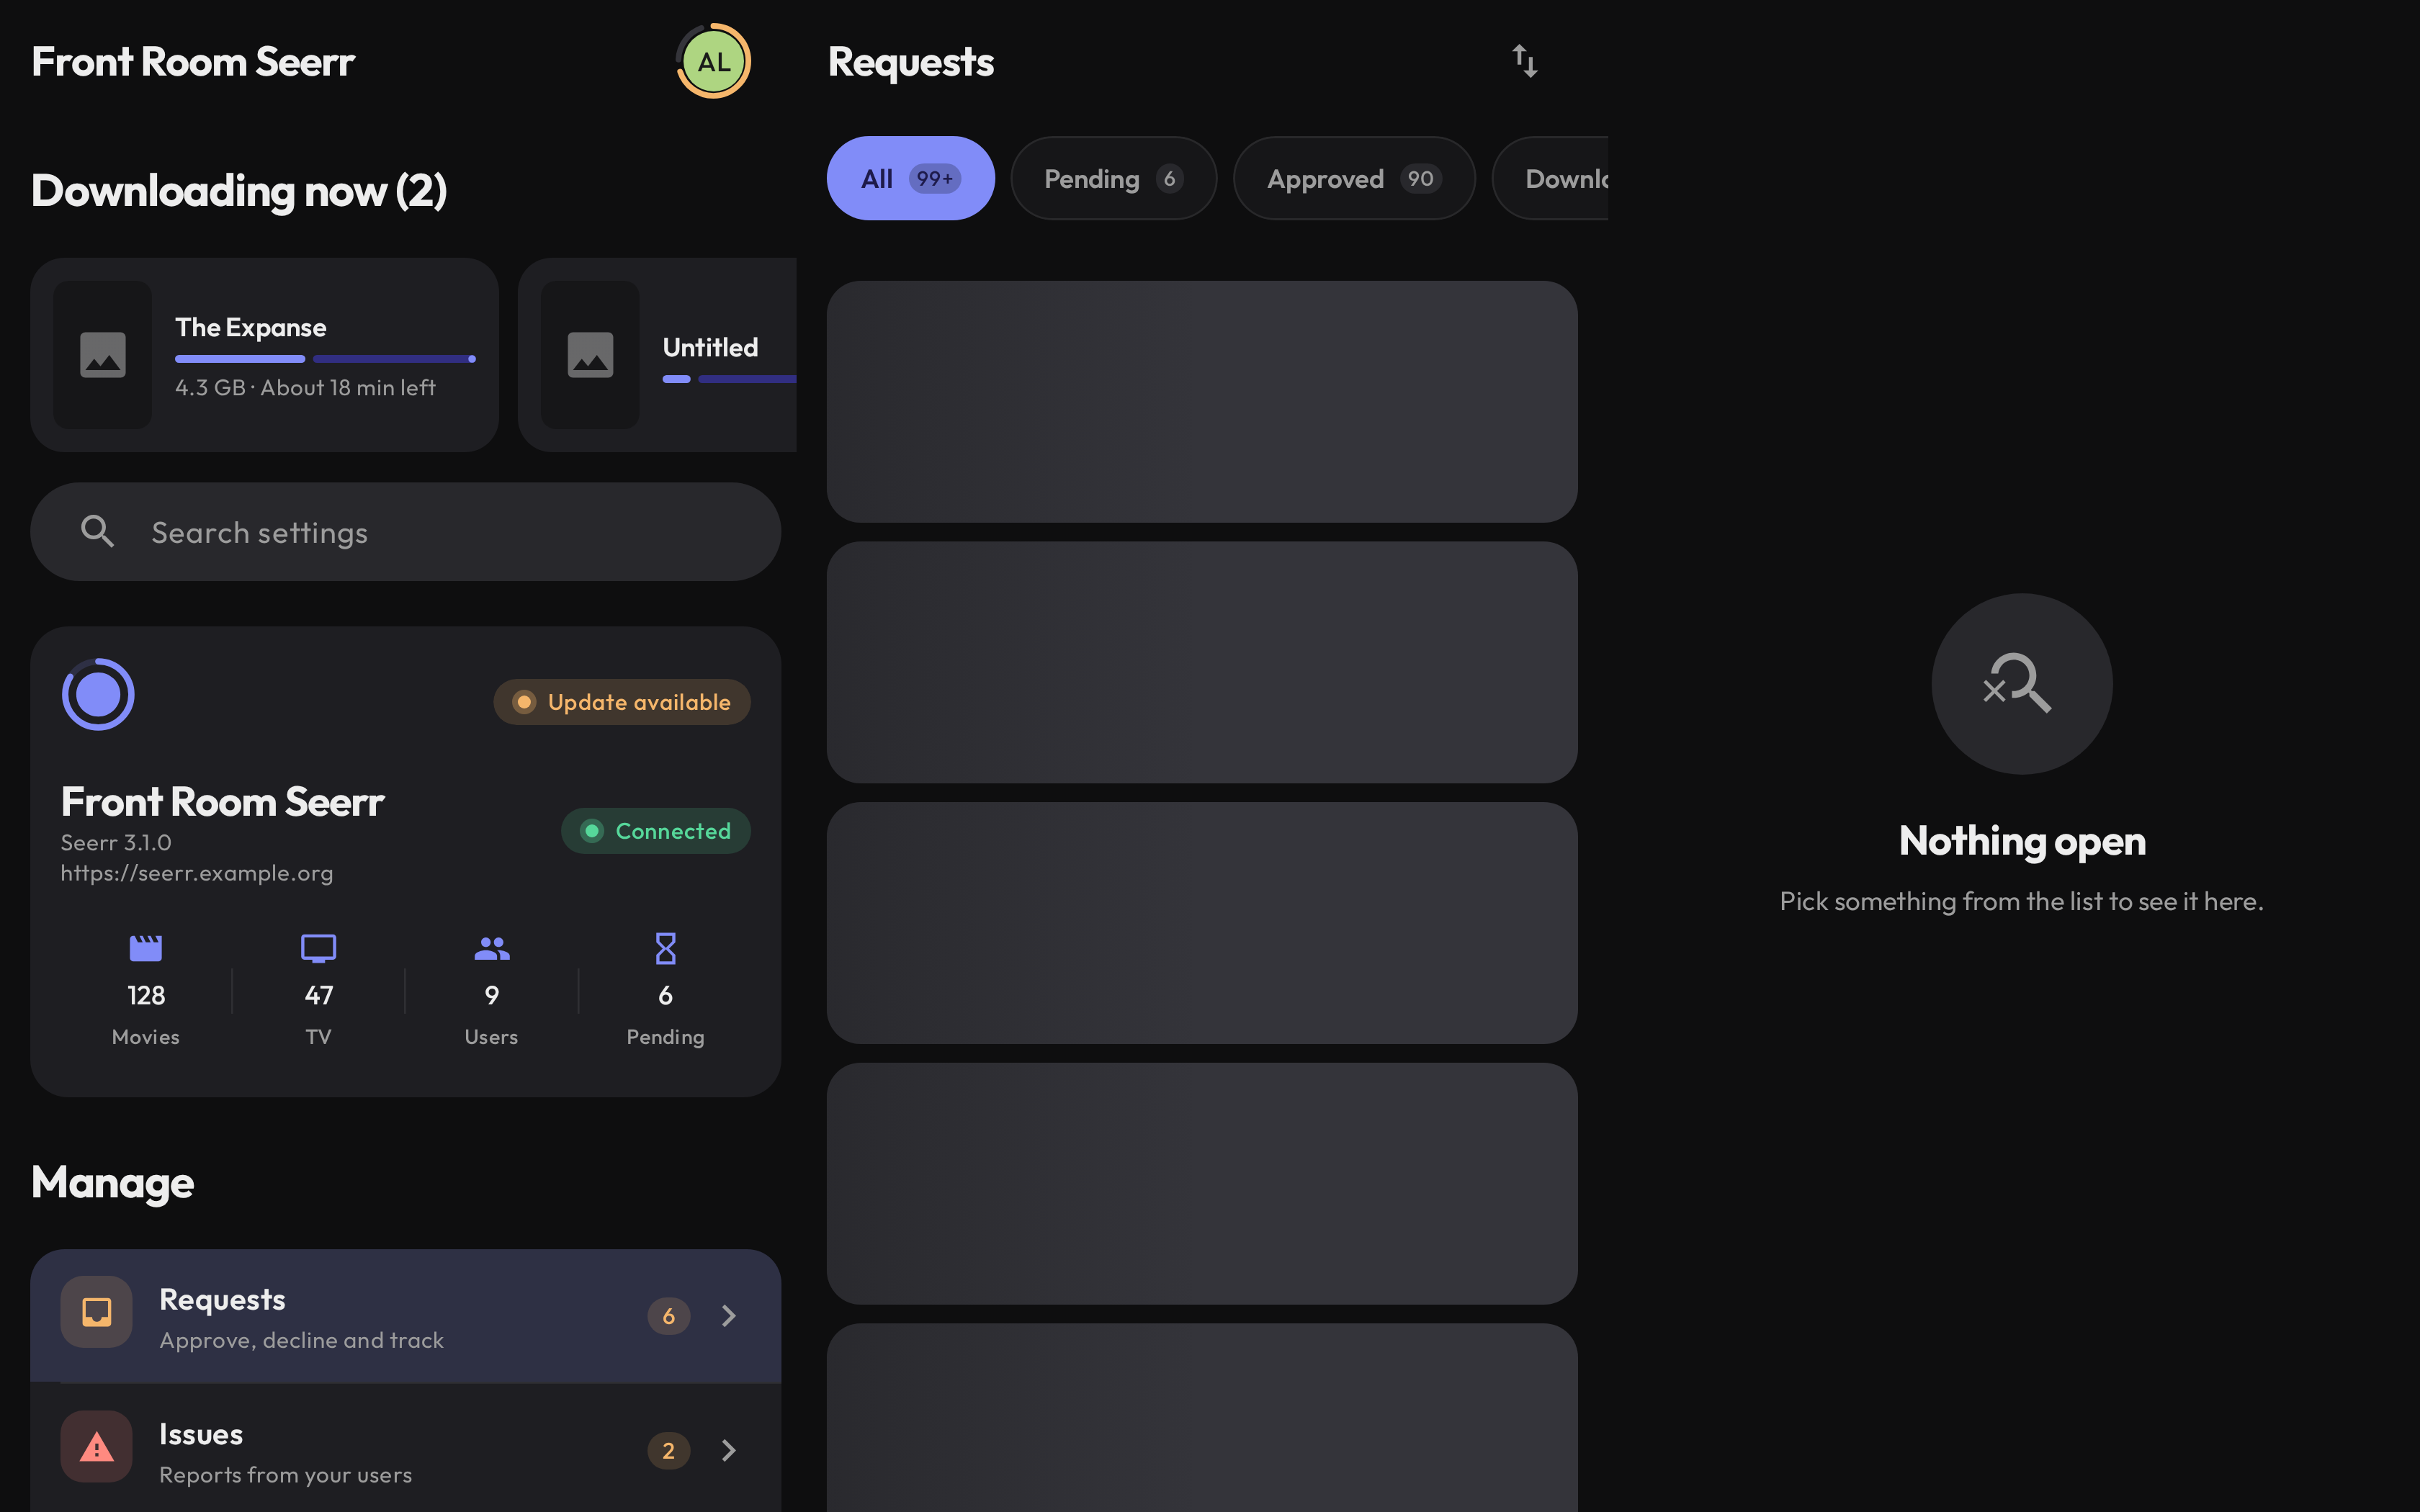 Front Room Seerr
AL
Downloading now (2)
The Expanse
4.3 GB · About 18 min left
Untitled
Search settings
Update available
Front Room Seerr
Seerr 3.1.0
https://seerr.example.org
Connected
128
Movies
47
TV
9
Users
6
Pending
Manage
Requests
Approve, decline and track
6
Issues
Reports from your users
2
Requests
All 99+
Pending 6
Approved 90
Nothing open
Pick something from the list to see it here.